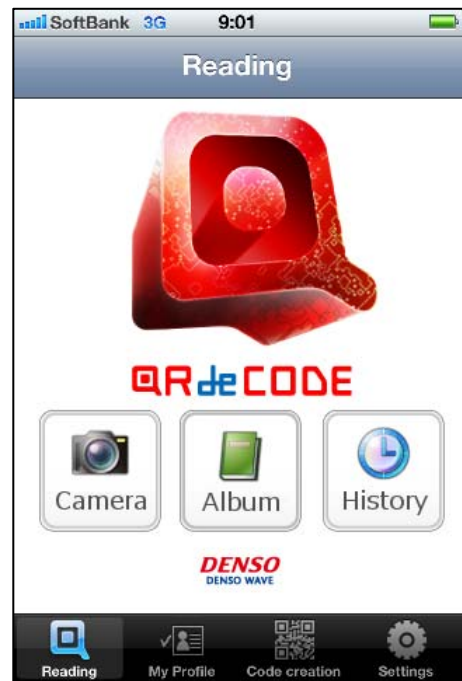 SoftBank 3G 9:01
Reading
QRdeCODE
Camera Album History
DENSO
DENSO WAVE
Reading My Profile Code creation Settings